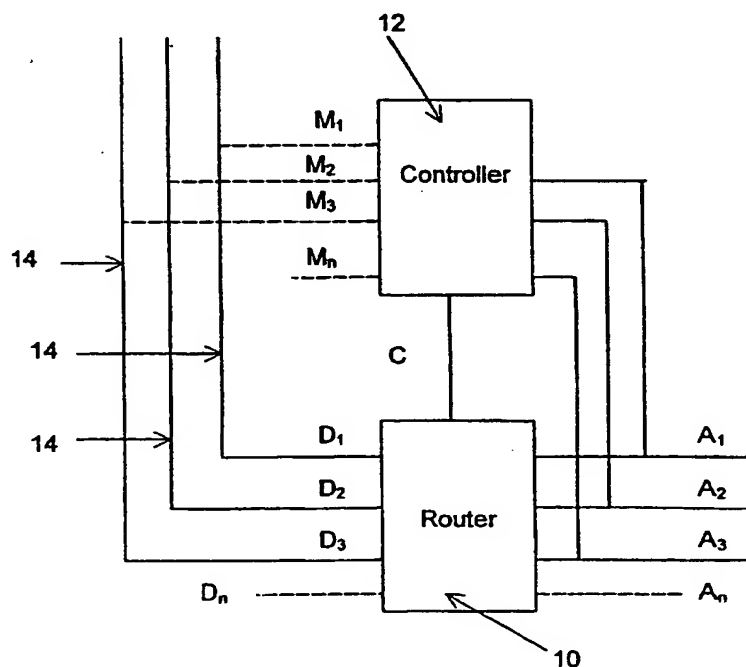 12
M₁
M₂
Controller
M₃
14
Mₙ
14
C
14
D₁ A₁
D₂ A₂
Router
D₃ A₃
Dₙ Aₙ
10